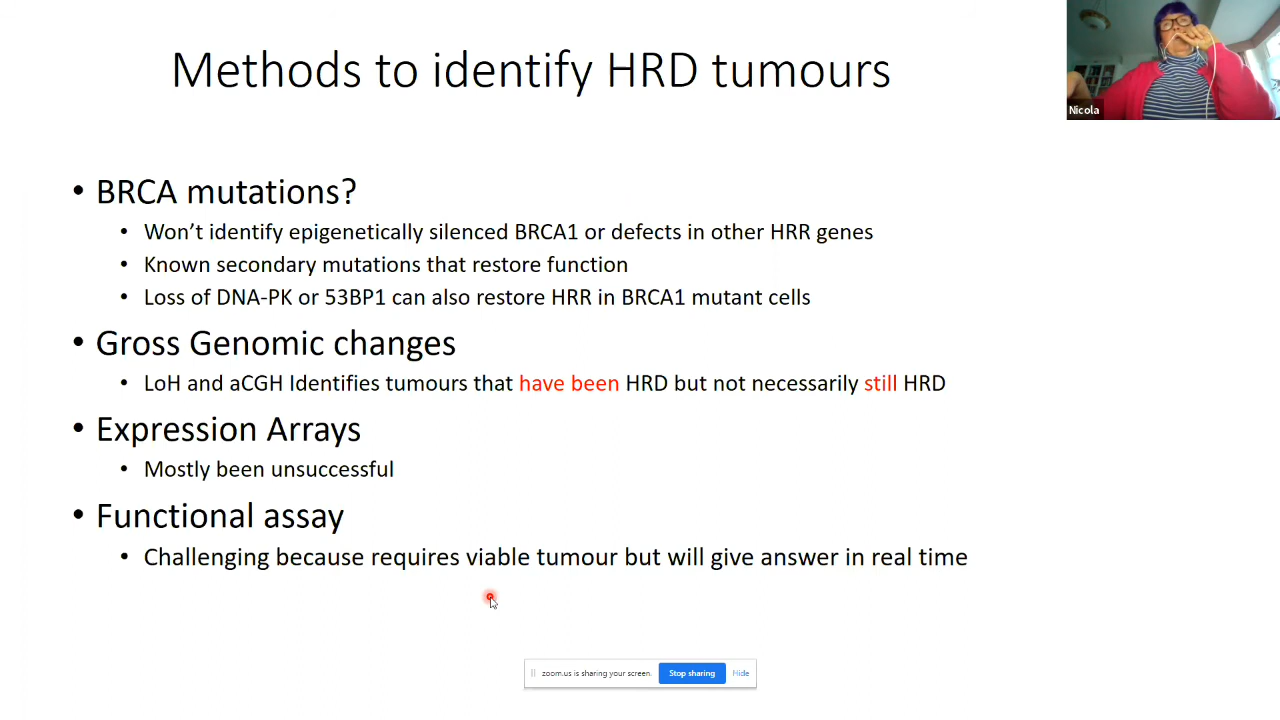 Methods to identify HRD tumours
Nicola
• BRCA mutations?
• Won't identify epigenetically silenced BRCA1 or defects in other HRR genes
• Known secondary mutations that restore function
• Loss of DNA-PK or 53BP1 can also restore HRR in BRCA1 mutant cells
• Gross Genomic changes
• LoH and aCGH Identifies tumours that have been HRD but not necessarily still HRD
• Expression Arrays
• Mostly been unsuccessful
• Functional assay
• Challenging because requires viable tumour but will give answer in real time
zoom.us is sharing your screen. Stop sharing Hide